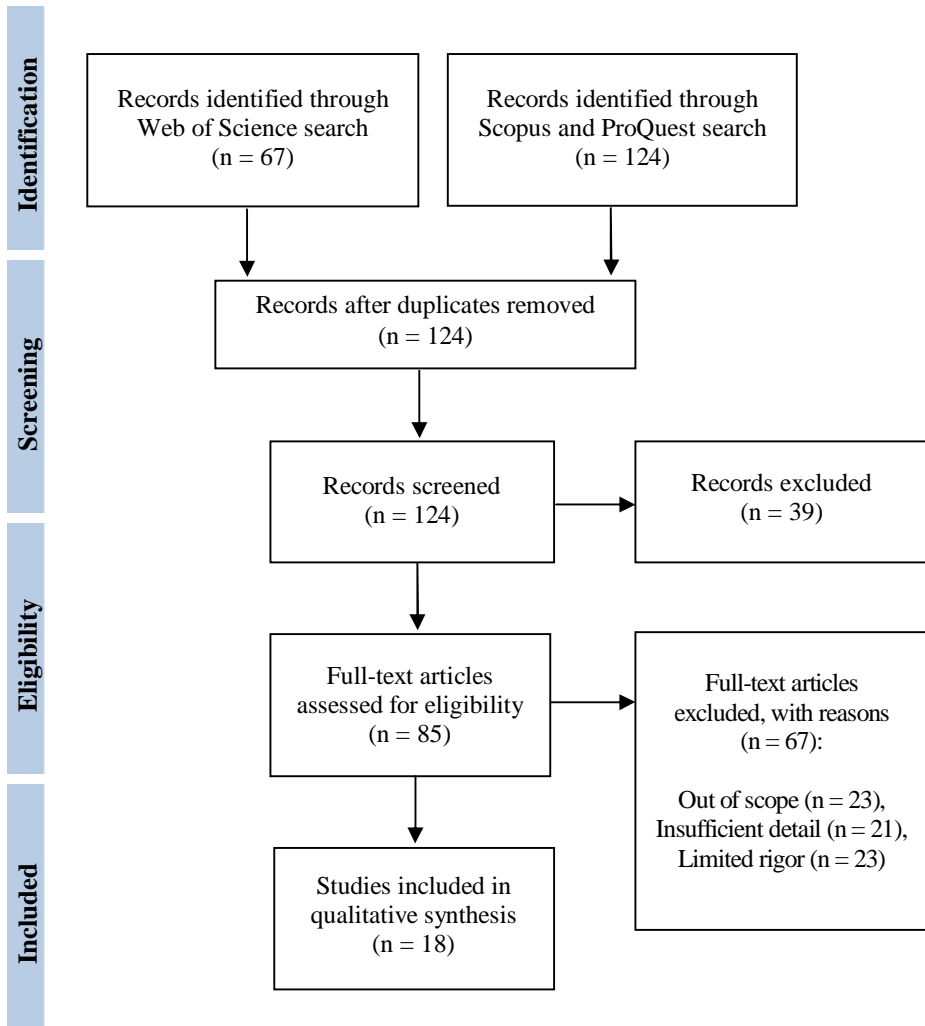 Identification
Records identified through
Web of Science search
(n = 67)
Records identified through
Scopus and ProQuest search
(n = 124)
Screening
Records after duplicates removed
(n = 124)
Records screened
(n = 124)
Records excluded
(n = 39)
Eligibility
Full-text articles
assessed for eligibility
(n = 85)
Full-text articles
excluded, with reasons
(n = 67):
Out of scope (n = 23),
Insufficient detail (n = 21),
Limited rigor (n = 23)
Included
Studies included in
qualitative synthesis
(n = 18)